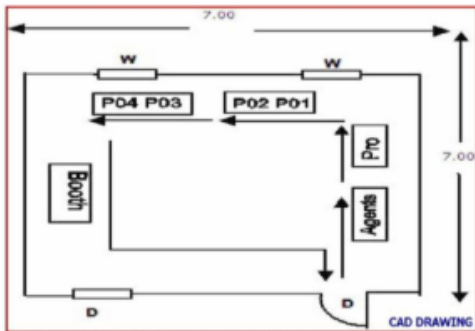 7.00
W
W
P04 P03
P02 P01
Pro
7.00
Booth
Agents
D
D
CAD DRAWING